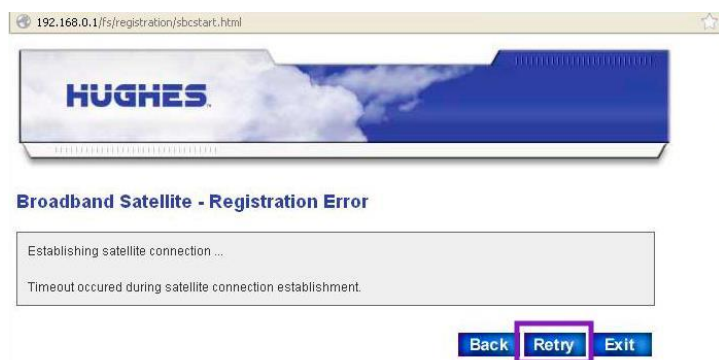 192.168.0.1/fs/registration/sbcstart.html
HUGHES
Broadband Satellite - Registration Error
Establishing satellite connection ...
Timeout occured during satellite connection establishment.
Back Retry Exit